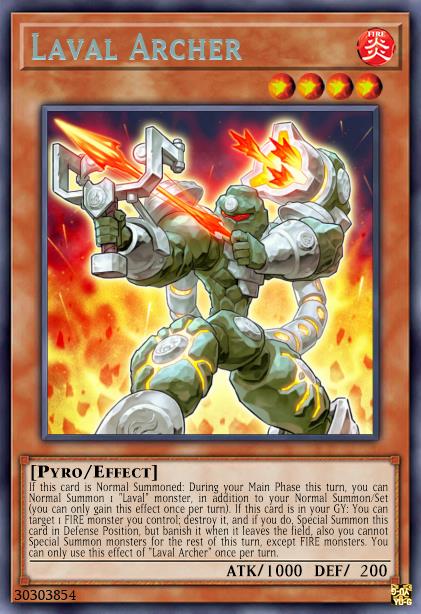 LAVAL ARCHER
FIRE
炎
[PYRO/EFFECT]
If this card is Normal Summoned: During your Main Phase this turn, you can
Normal Summon 1 "Laval" monster, in addition to your Normal Summon/Set
(you can only gain this effect once per turn). If this card is in your GY: You can
target 1 FIRE monster you control; destroy it, and if you do, Special Summon this
card in Defense Position, but banish it when it leaves the field, also you cannot
Special Summon monsters for the rest of this turn, except FIRE monsters. You
can only use this effect of "Laval Archer" once per turn.
ATK/1000 DEF/ 200
30303854